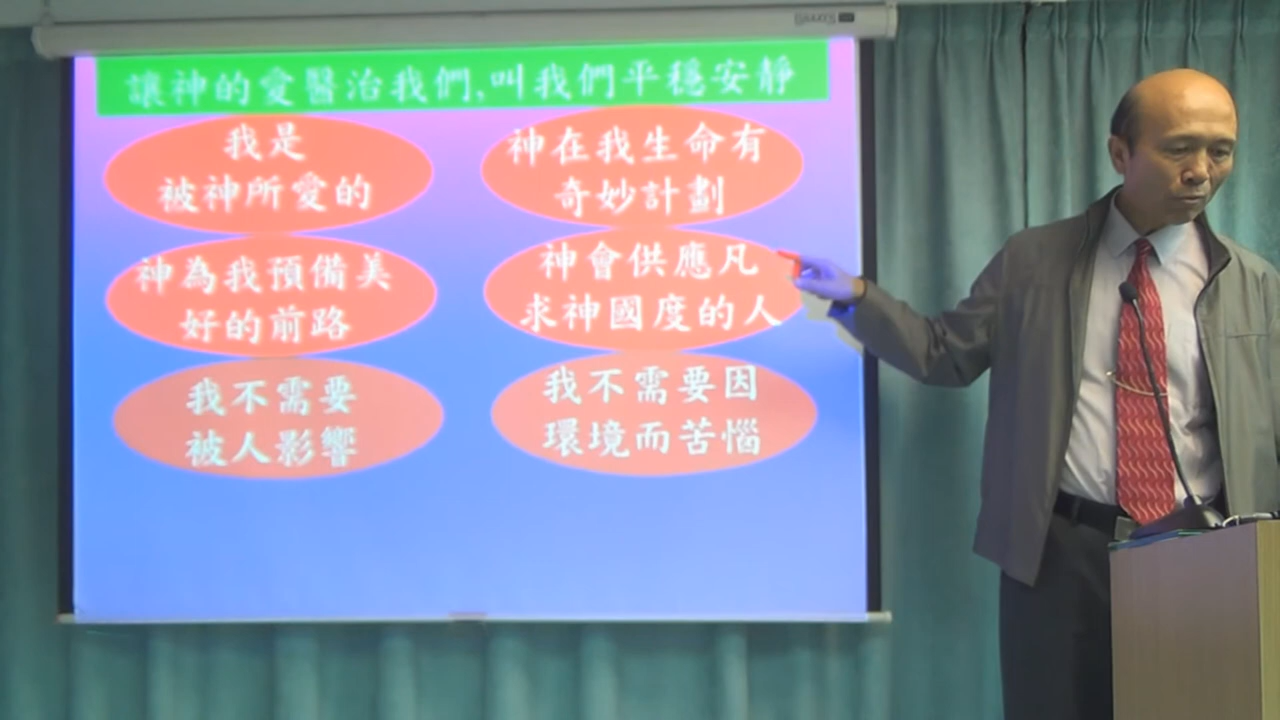 讓神的愛醫治我們,叫我們平穩安靜
我是
被神所愛的
神在我生命有
奇妙計劃
神為我預備美
好的前路
神會供應凡
求神國度的人
我不需要
被人影響
我不需要因
環境而苦惱